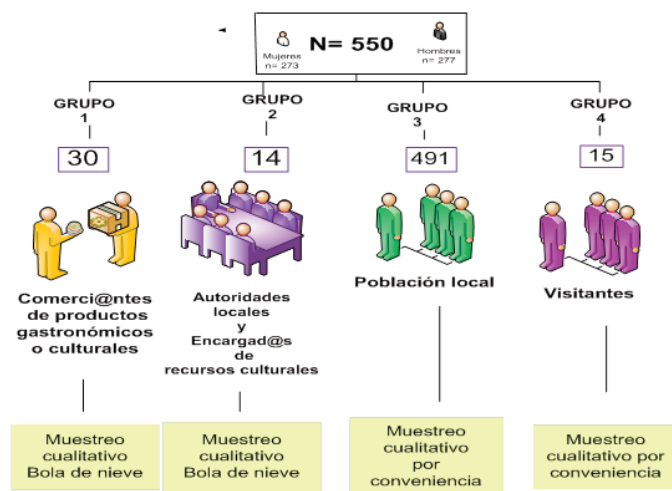 N= 550
Mujeres
n= 273
Hombres
n= 277
GRUPO
1
30
Comerci@ntes
de productos
gastronómicos
o culturales
Muestreo
cualitativo
Bola de nieve
GRUPO
2
14
Autoridades
locales
y
Encargad@s
de
recursos culturales
Muestreo
cualitativo
Bola de nieve
GRUPO
3
491
Población local
Muestreo
cualitativo
por
conveniencia
GRUPO
4
15
Visitantes
Muestreo
cualitativo por
conveniencia